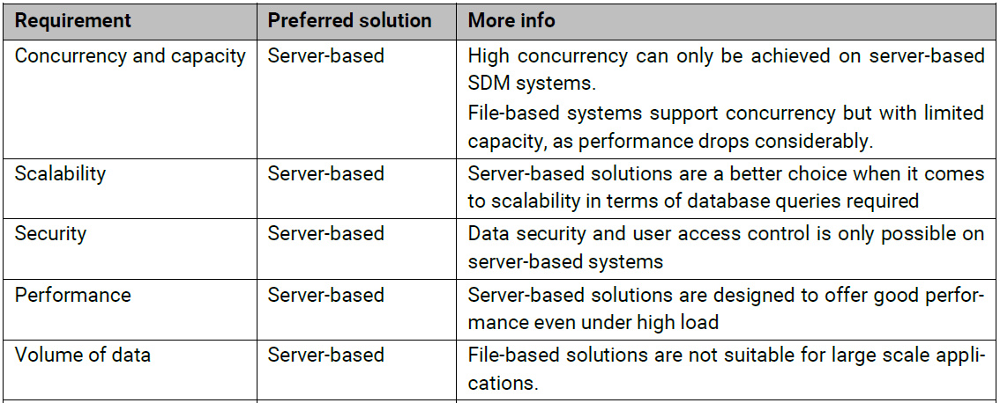 Requirement Preferred solution More info
Concurrency and capacity Server-based High concurrency can only be achieved on server-based
SDM systems.
File-based systems support concurrency but with limited
capacity, as performance drops considerably.
Scalability Server-based Server-based solutions are a better choice when it comes
to scalability in terms of database queries required
Security Server-based Data security and user access control is only possible on
server-based systems
Performance Server-based Server-based solutions are designed to offer good perfor-
mance even under high load
Volume of data Server-based File-based solutions are not suitable for large scale appli-
cations.